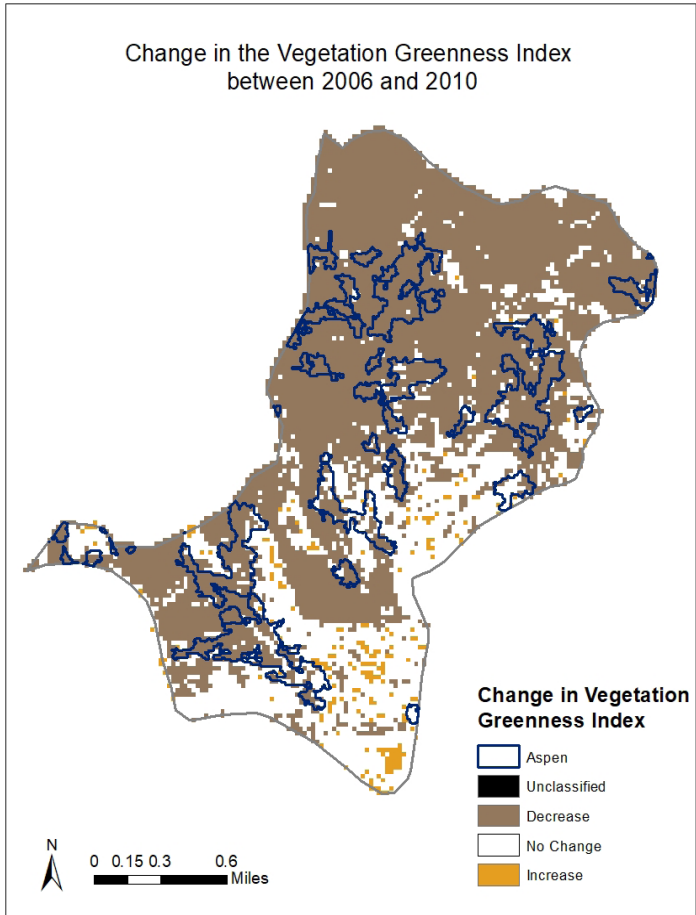 Change in the Vegetation Greenness Index
between 2006 and 2010
Change in Vegetation
Greenness Index
Aspen
Unclassified
Decrease
No Change
Increase
N
0 0.15 0.3 0.6
Miles